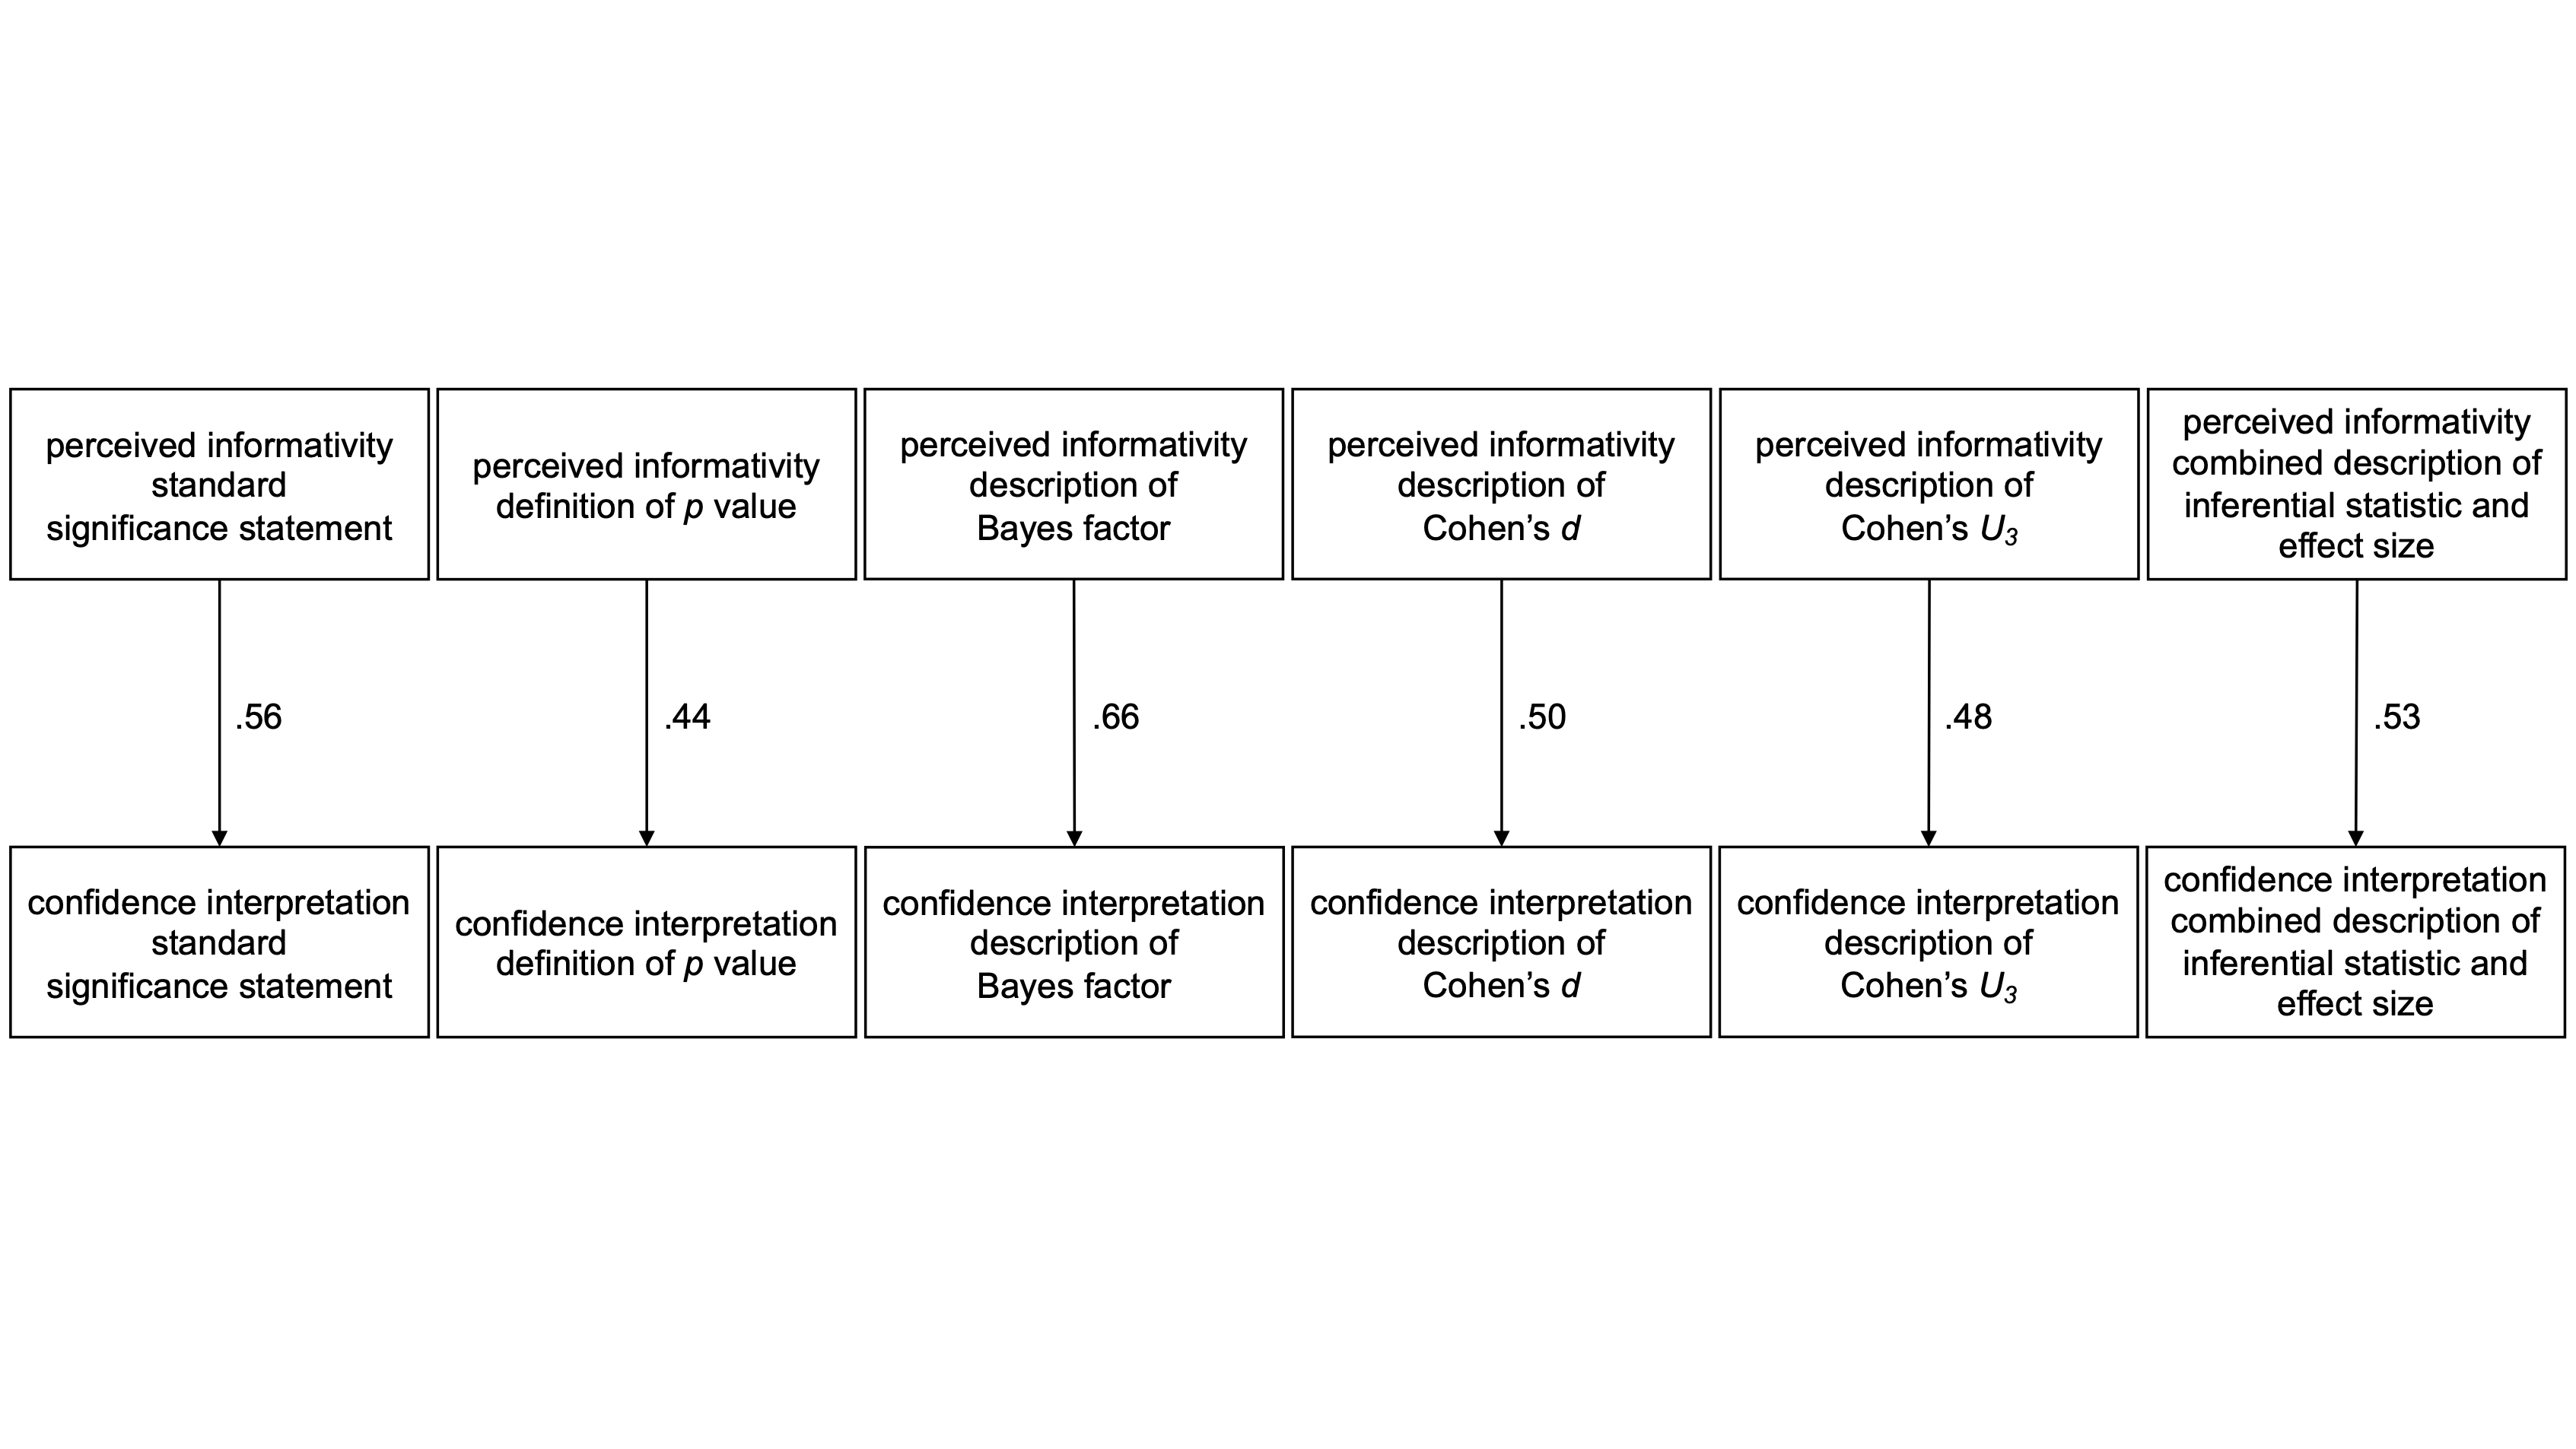 perceived informativity
standard
significance statement
perceived informativity
definition of p value
perceived informativity
description of
Bayes factor
perceived informativity
description of
Cohen’s d
perceived informativity
description of
Cohen’s U3
perceived informativity
combined description of
inferential statistic and
effect size
.56
.44
.66
.50
.48
.53
confidence interpretation
standard
significance statement
confidence interpretation
definition of p value
confidence interpretation
description of
Bayes factor
confidence interpretation
description of
Cohen’s d
confidence interpretation
description of
Cohen’s U3
confidence interpretation
combined description of
inferential statistic and
effect size